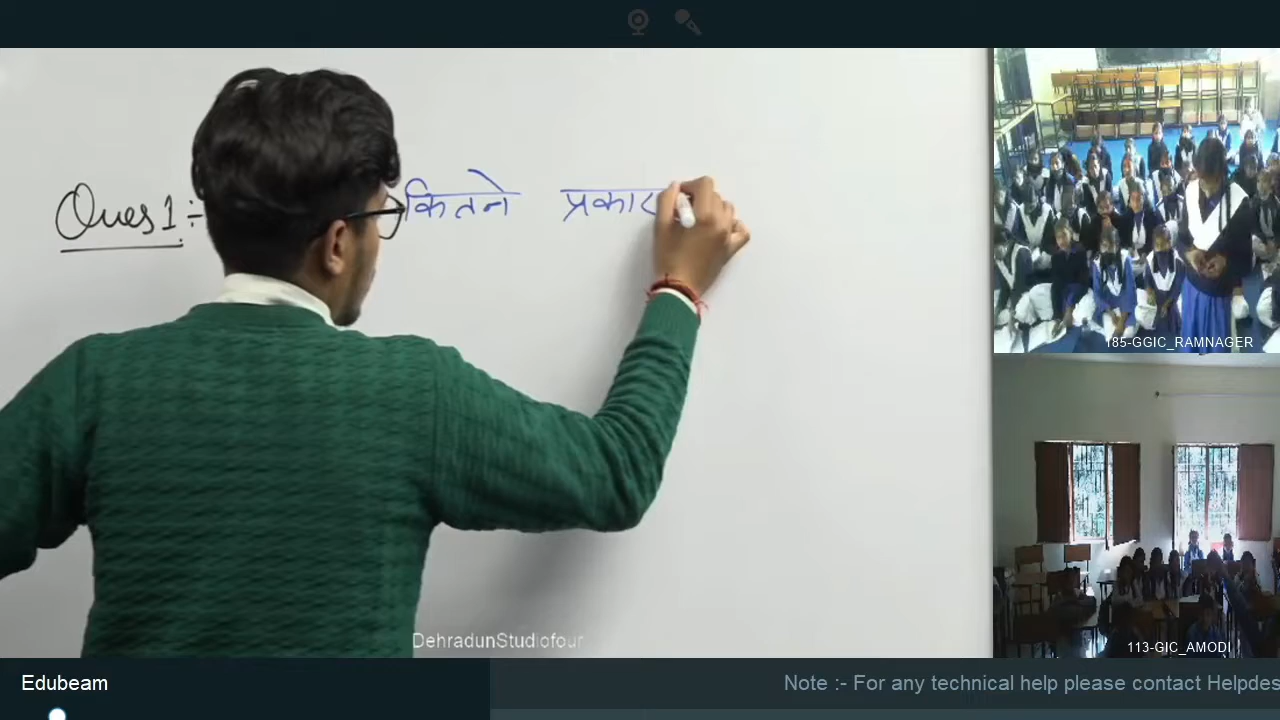 Ques 1:- कितने प्रकार
185-GGIC_RAMNAGER
DehradunStudiofour
113-GIC_AMODI
Edubeam
Note :- For any technical help please contact Helpdes